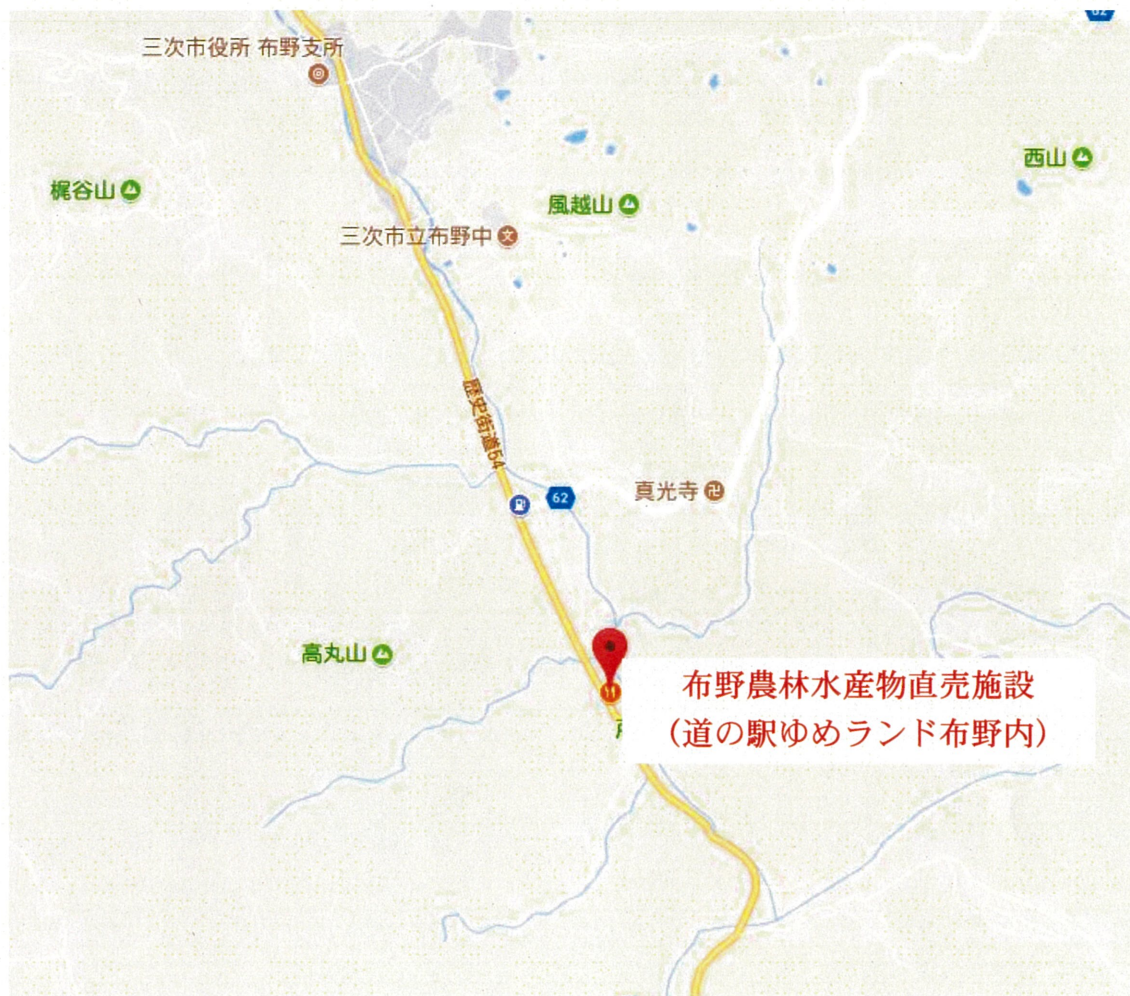 62
三次市役所 布野支所
西山
梶谷山
風越山
三次市立布野中
文
歴史街道54
62
真光寺
卍
高丸山
布野農林水産物直売施設
（道の駅ゆめランド布野内）